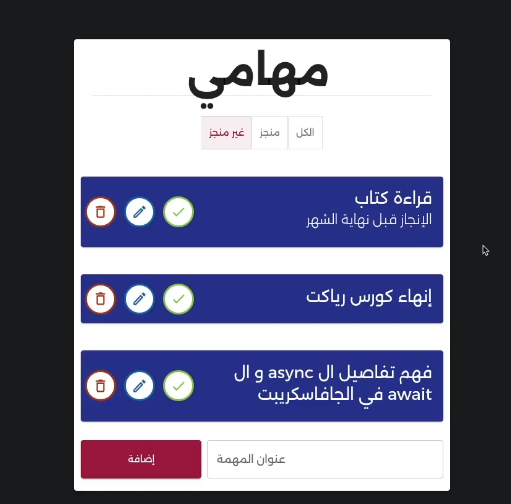 مهامي
الكل
منجز
غير منجز
قراءة كتاب
الإنجاز قبل نهاية الشهر
إنهاء كورس رياكت
فهم تفاصيل ال async و ال
await في الجافاسكريبت
عنوان المهمة
إضافة